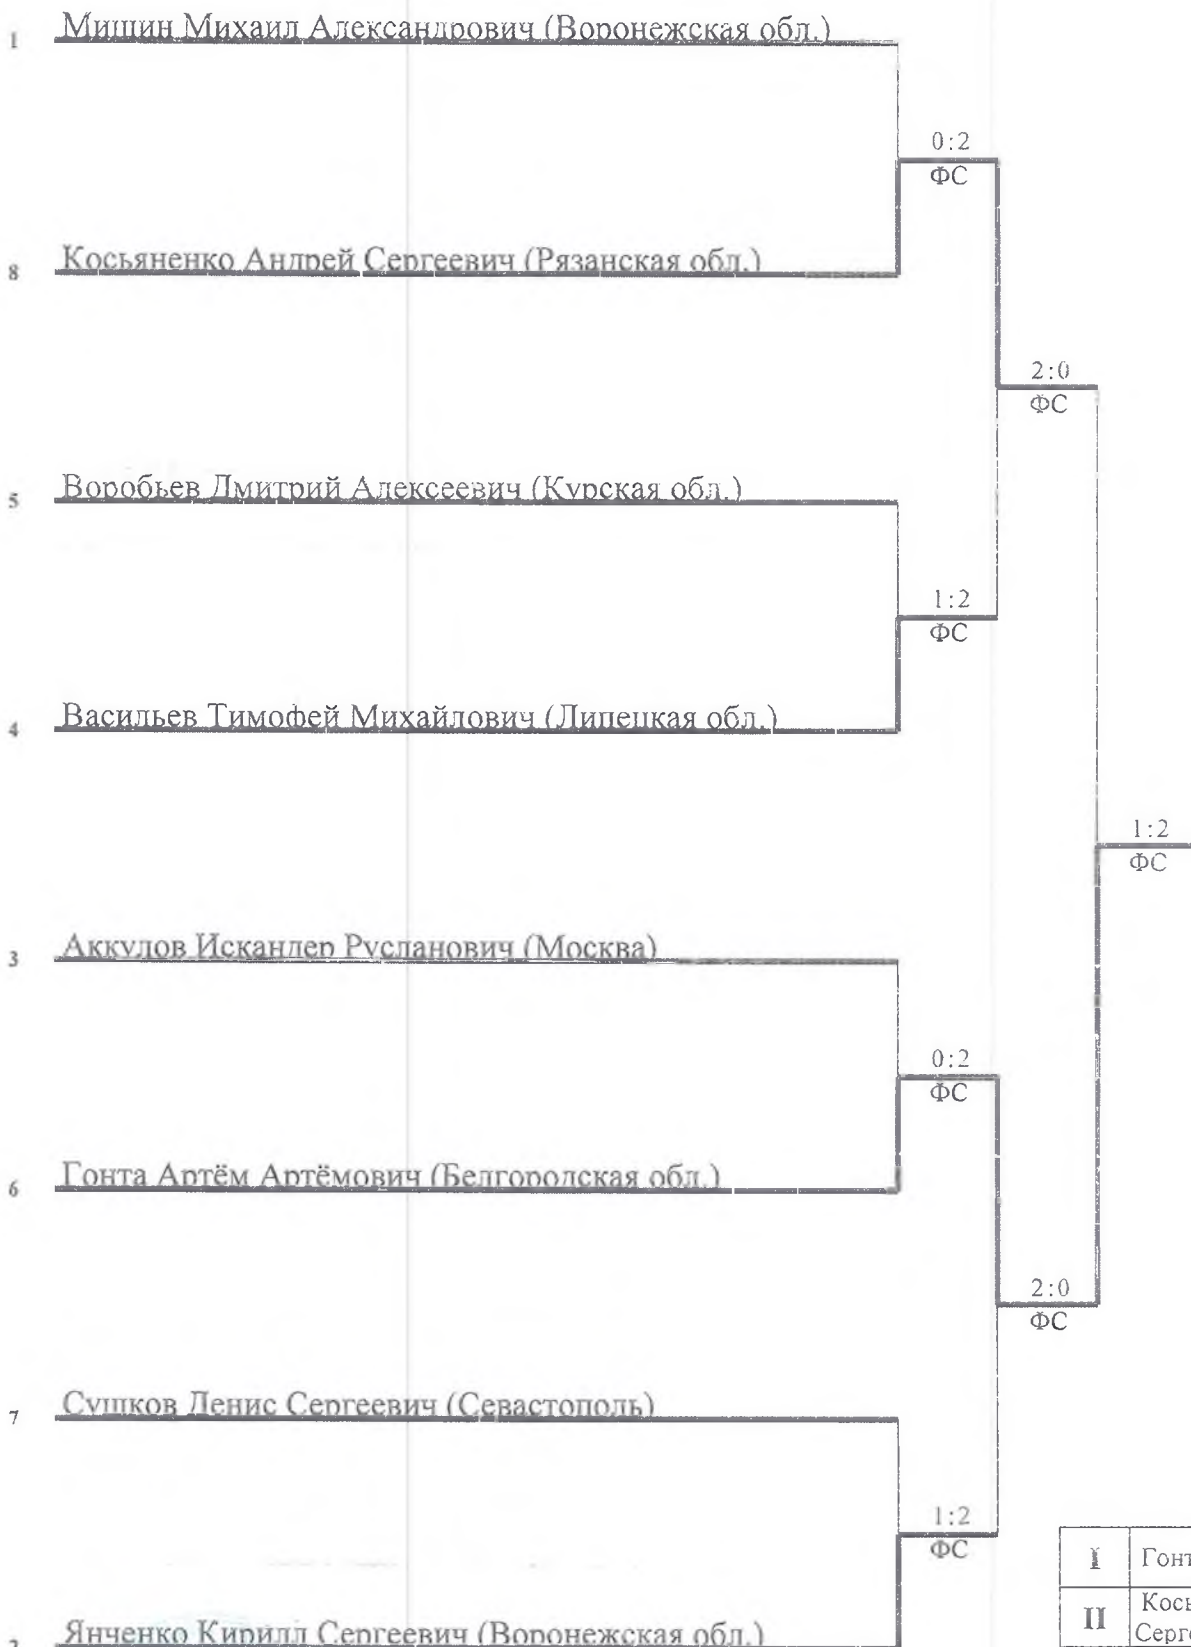 1 Мишин Михаил Александрович (Воронежская обл.)
0:2
ФС
8 Косьяненко Андрей Сергеевич (Рязанская обл.)
2:0
ФС
5 Воробьев Дмитрий Алексеевич (Курская обл.)
1:2
ФС
4 Васильев Тимофей Михайлович (Липецкая обл.)
1:2
ФС
3 Аккулов Искандер Русланович (Москва)
0:2
ФС
6 Гонта Артём Артёмович (Белгородская обл.)
2:0
ФС
7 Сушков Денис Сергеевич (Севастополь)
1:2
ФС
I Гонт
II Кось
Серге
Янченко Кирилл Сергеевич (Воронежская обл.)